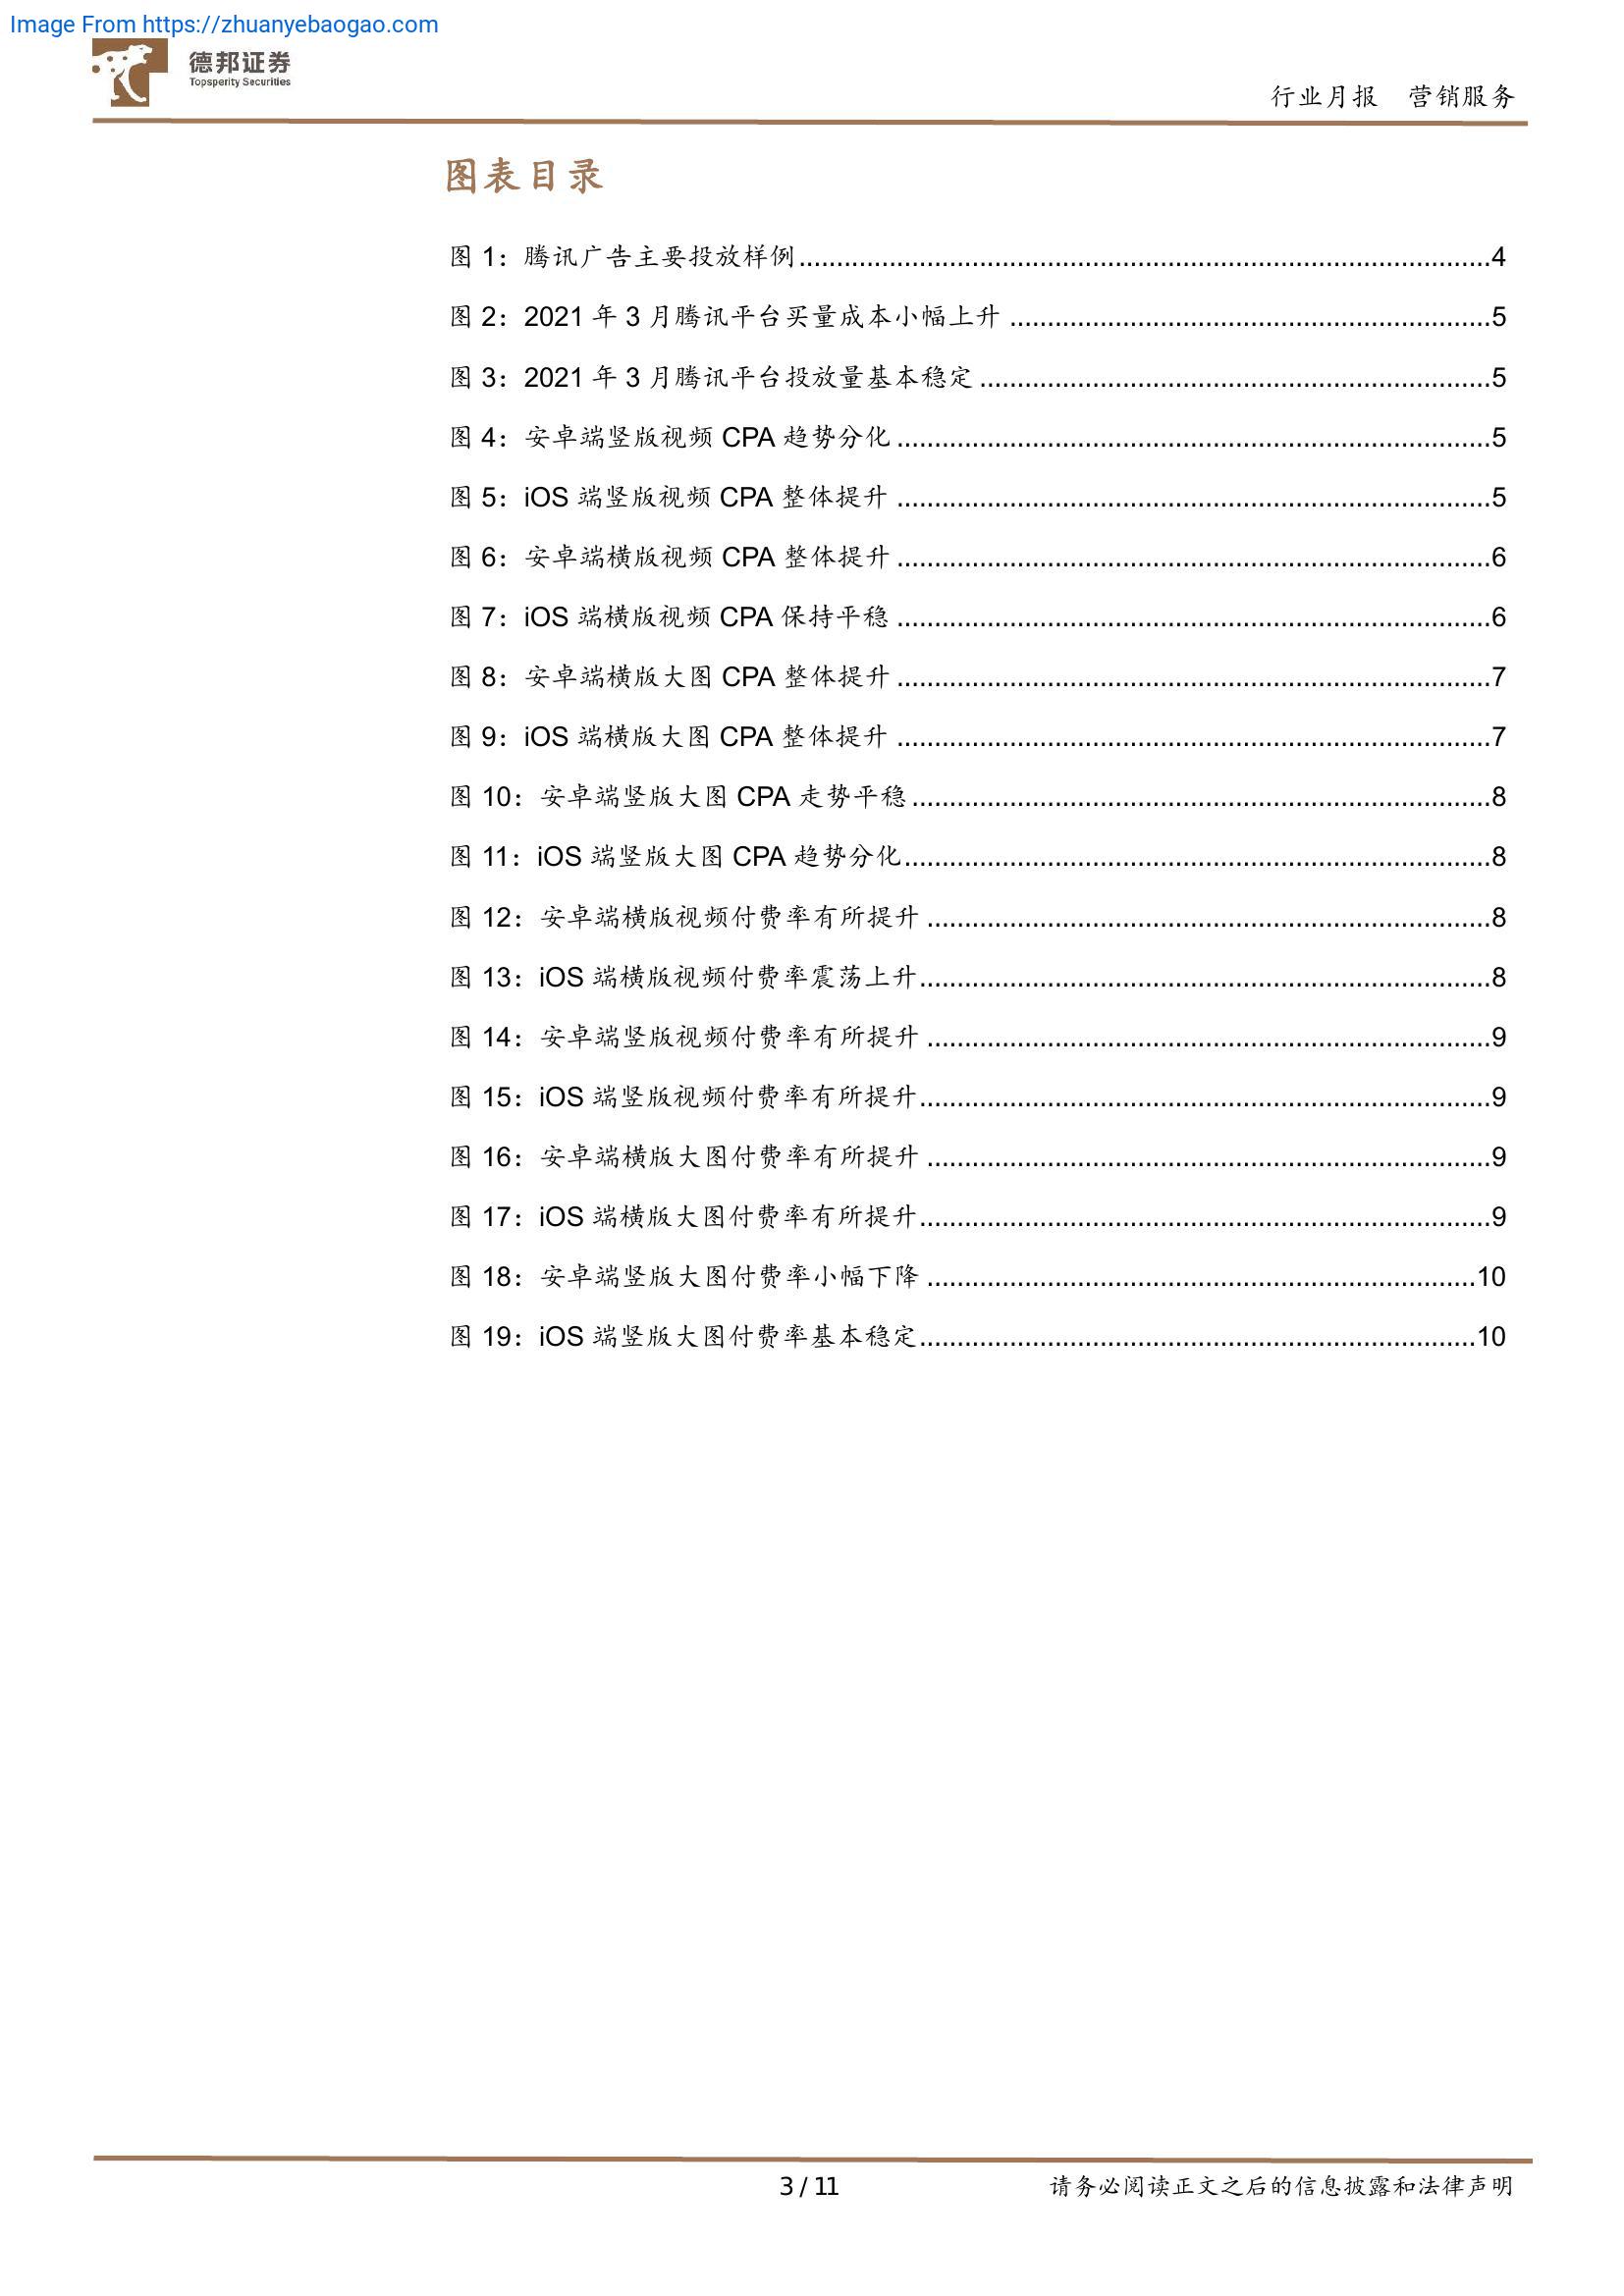 Image From https://zhuanyebaogao.com
德邦证券
Topsperity Securities
行业月报 营销服务
图表目录
图 1：腾讯广告主要投放样例............4
图 2：2021 年 3 月腾讯平台买量成本小幅上升............5
图 3：2021 年 3 月腾讯平台投放量基本稳定............5
图 4：安卓端竖版视频 CPA 趋势分化............5
图 5：iOS 端竖版视频 CPA 整体提升............5
图 6：安卓端横版视频 CPA 整体提升............6
图 7：iOS 端横版视频 CPA 保持平稳............6
图 8：安卓端横版大图 CPA 整体提升............7
图 9：iOS 端横版大图 CPA 整体提升............7
图 10：安卓端竖版大图 CPA 走势平稳............8
图 11：iOS 端竖版大图 CPA 趋势分化............8
图 12：安卓端横版视频付费率有所提升............8
图 13：iOS 端横版视频付费率震荡上升............8
图 14：安卓端竖版视频付费率有所提升............9
图 15：iOS 端竖版视频付费率有所提升............9
图 16：安卓端横版大图付费率有所提升............9
图 17：iOS 端横版大图付费率有所提升............9
图 18：安卓端竖版大图付费率小幅下降............10
图 19：iOS 端竖版大图付费率基本稳定............10
3 / 11
请务必阅读正文之后的信息披露和法律声明